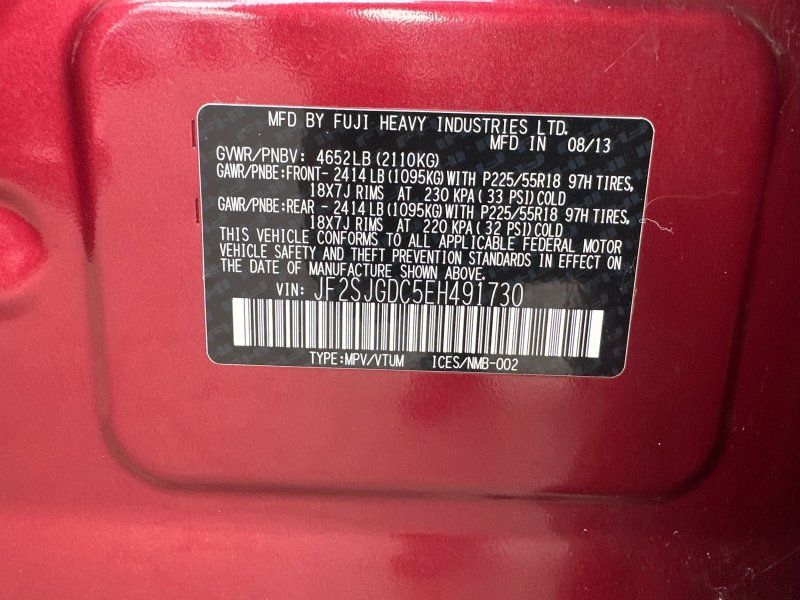 MFD BY FUJI HEAVY INDUSTRIES LTD.
MFD IN 08/13
GVWR/PNBV: 4652LB (2110KG)
GAWR/PNBE:FRONT- 2414 LB (1095KG) WITH P225/55R18 97H TIRES,
18X7J RIMS AT 230 KPA (33 PSI) COLD
GAWR/PNBE:REAR - 2414 LB (1095KG) WITH P225/55R18 97H TIRES,
18X7J RIMS AT 220 KPA (32 PSI) COLD
THIS VEHICLE CONFORMS TO ALL APPLICABLE FEDERAL MOTOR
VEHICLE SAFETY AND THEFT PREVENTION STANDARDS IN EFFECT ON
THE DATE OF MANUFACTURE SHOWN ABOVE.
VIN: JF2SJGDC5EH491730
TYPE:MPV/VTUM ICES/NMB-002